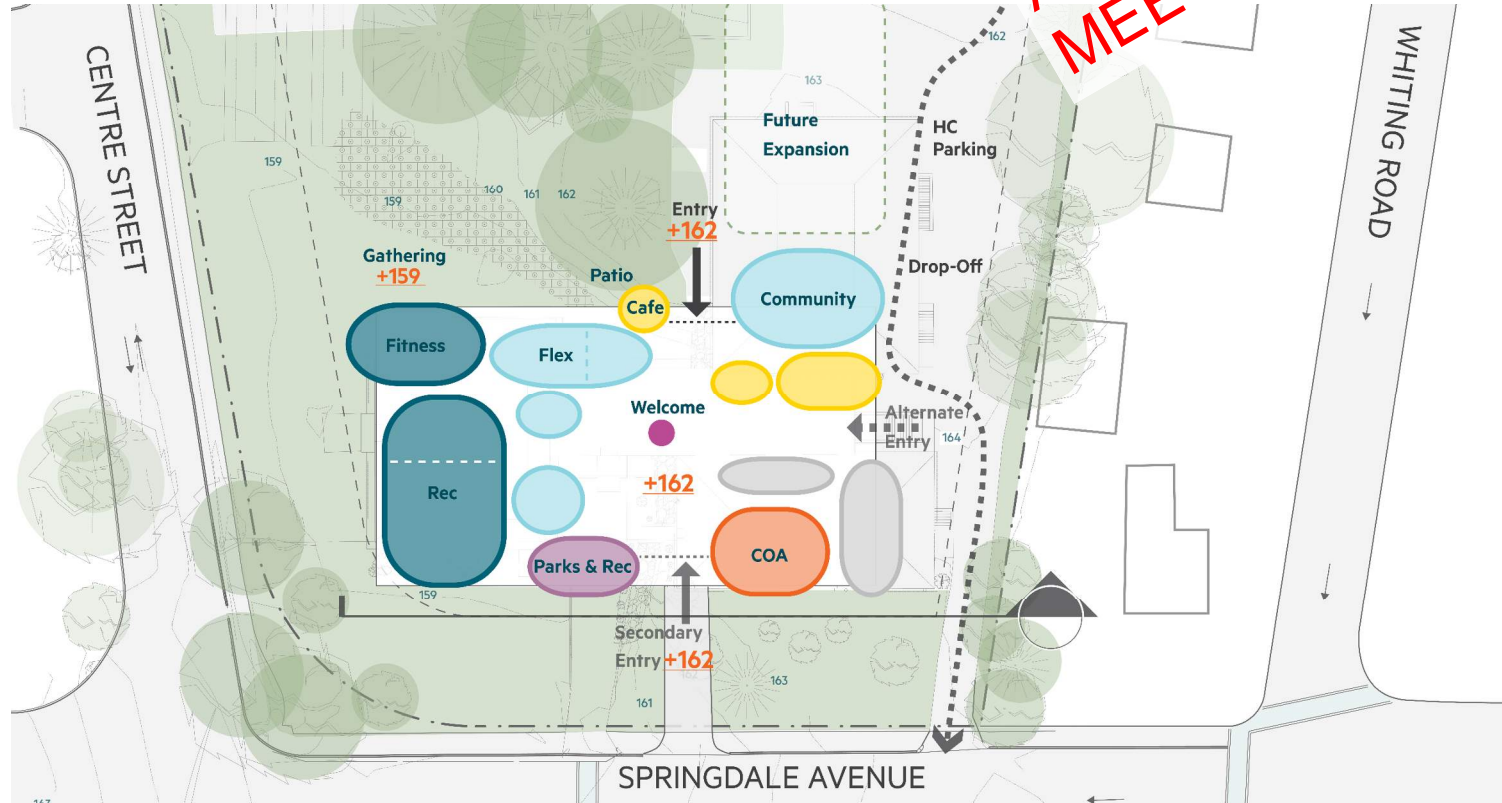 MEE
162
CENTRE STREET
WHITING ROAD
163
Future
Expansion
HC
Parking
159
160
161
162
159
Entry
+162
Gathering
+159
Patio
Cafe
Drop-Off
Community
Fitness
Flex
Welcome
Alternate
Entry
164
Rec
+162
COA
Parks & Rec
159
Secondary
Entry +162
163
161
SPRINGDALE AVENUE